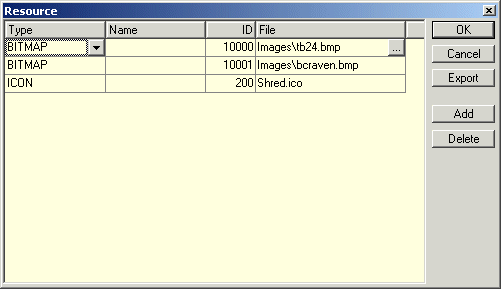 Resource
Type Name ID File
BITMAP 10000 Images\tb24.bmp ...
BITMAP 10001 Images\bcraven.bmp
ICON 200 Shred.ico
OK
Cancel
Export
Add
Delete